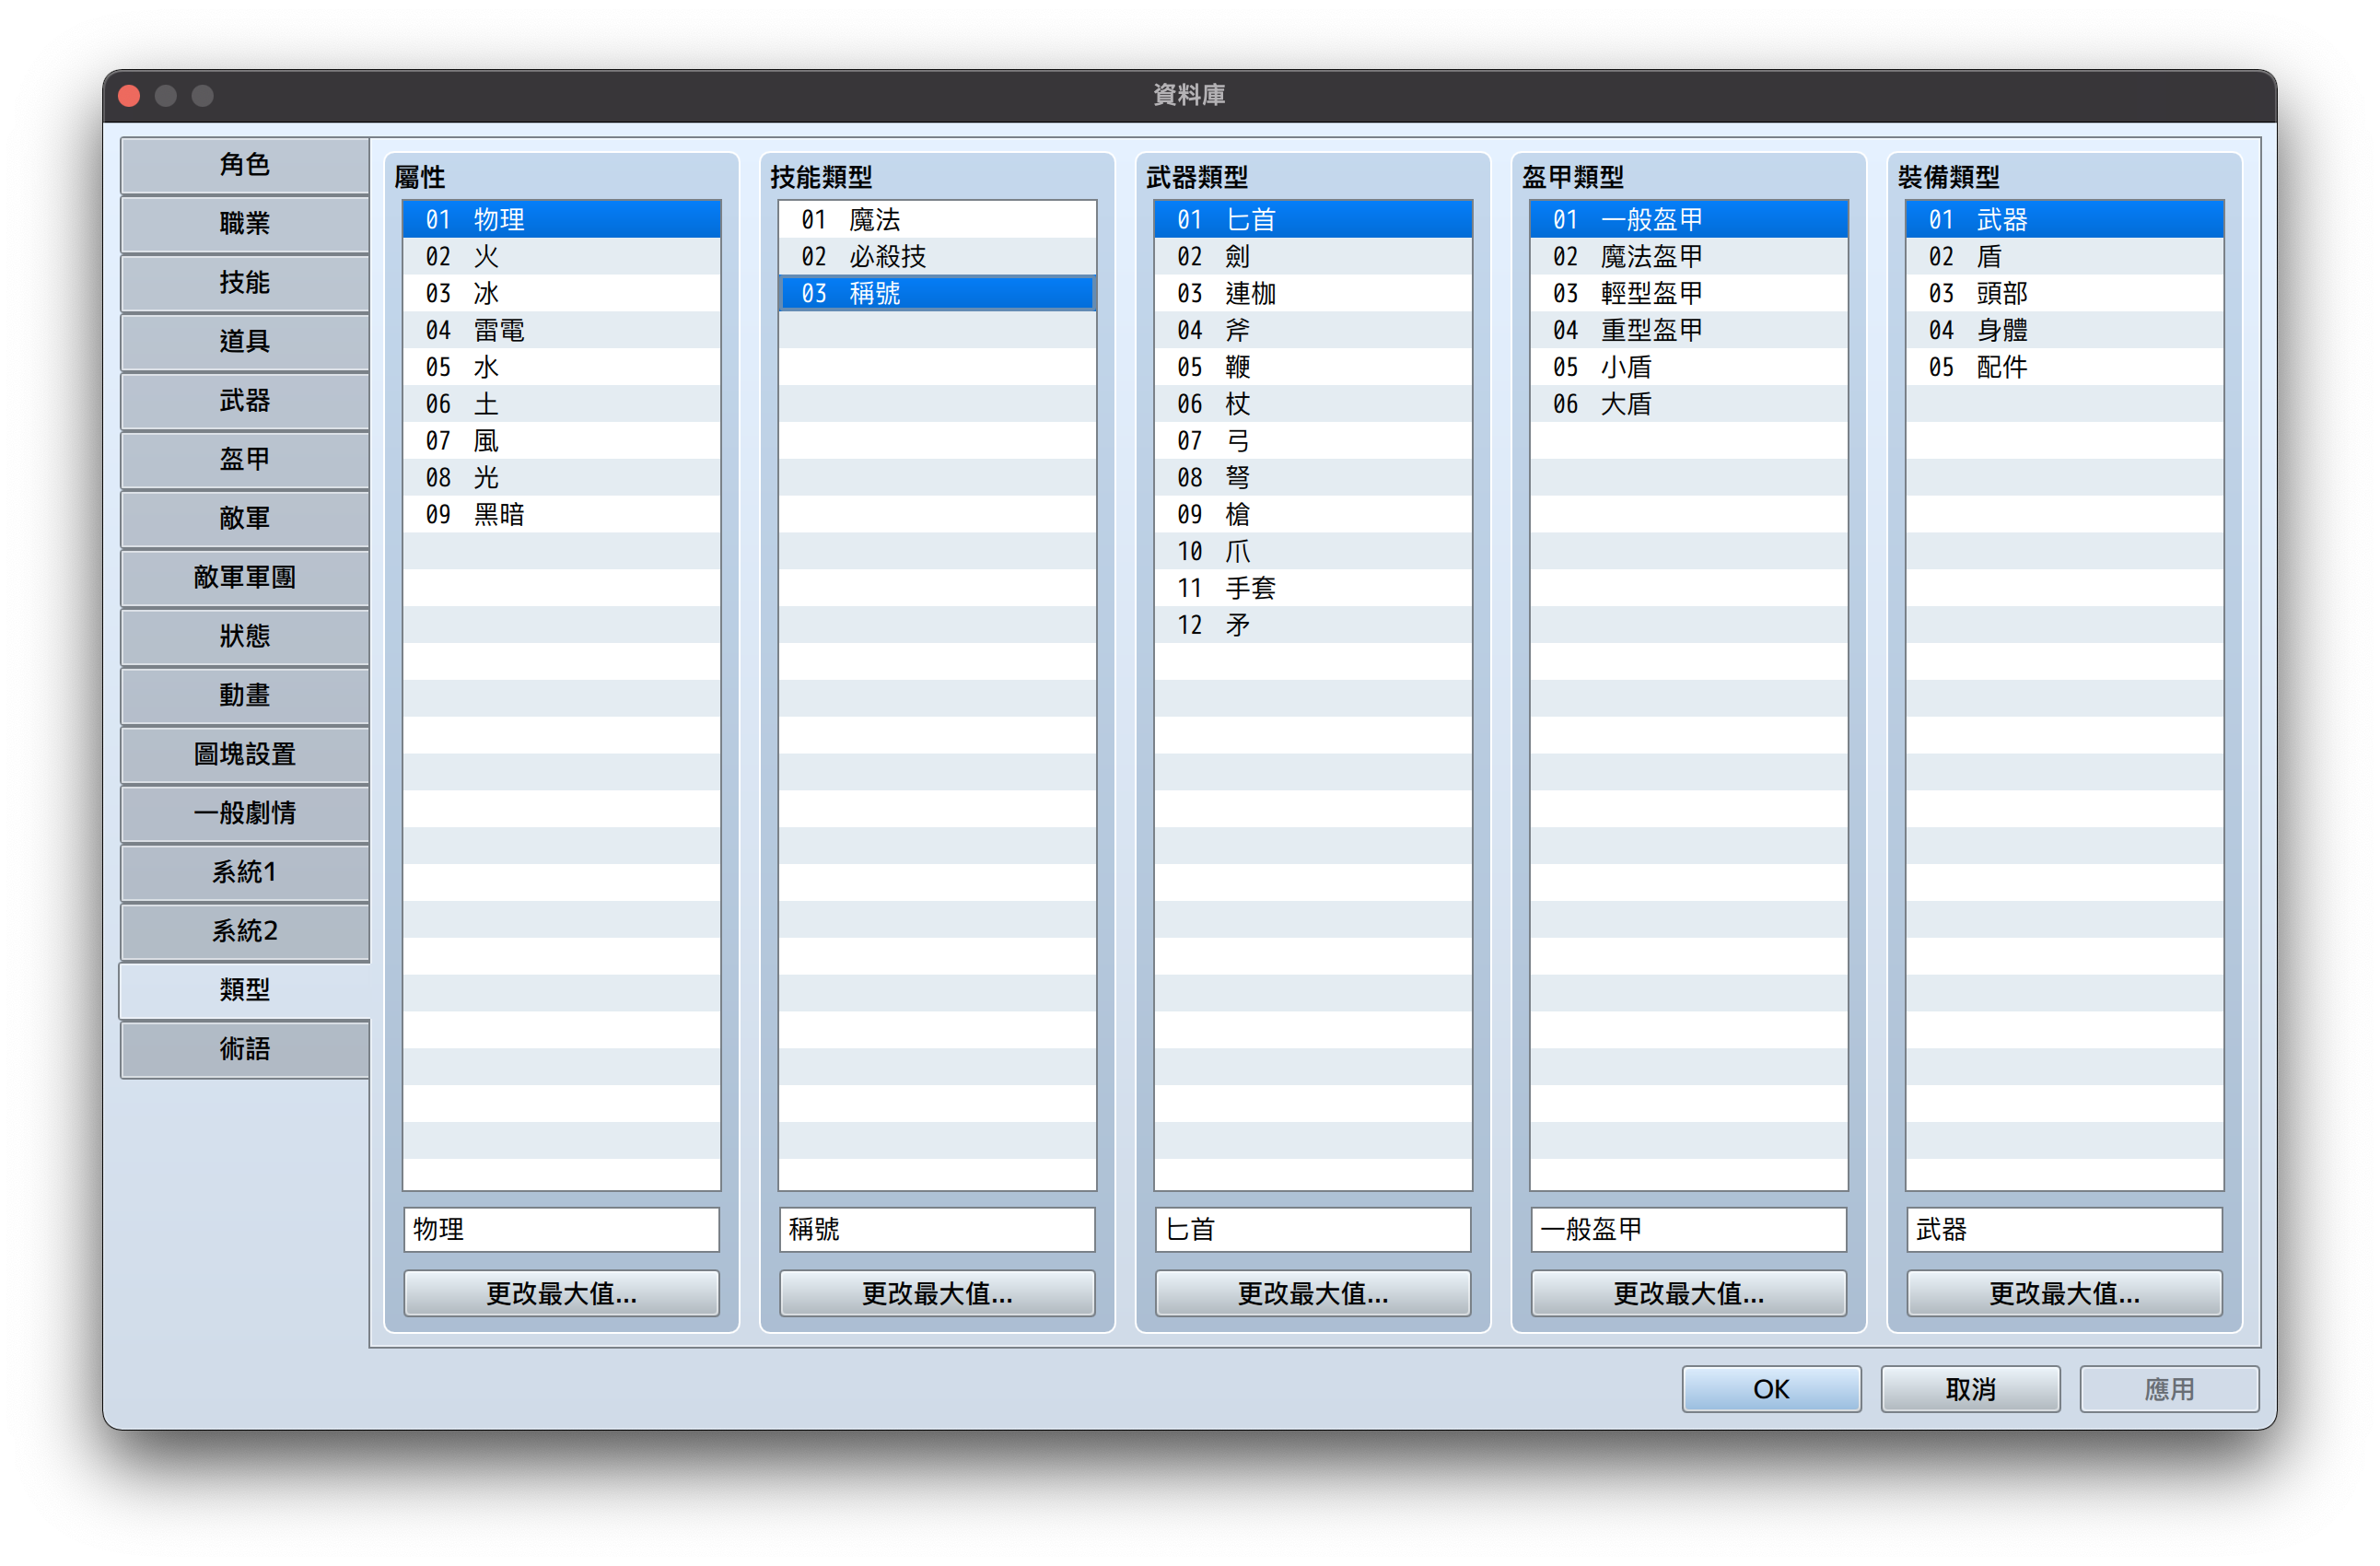 資料庫
角色
職業
技能
道具
武器
盔甲
敵軍
敵軍軍團
狀態
動畫
圖塊設置
一般劇情
系統1
系統2
類型
術語
屬性
01 物理
02 火
03 冰
04 雷電
05 水
06 土
07 風
08 光
09 黑暗
物理
更改最大值...
技能類型
01 魔法
02 必殺技
03 稱號
稱號
更改最大值...
武器類型
01 匕首
02 劍
03 連枷
04 斧
05 鞭
06 杖
07 弓
08 弩
09 槍
10 爪
11 手套
12 矛
匕首
更改最大值...
盔甲類型
01 一般盔甲
02 魔法盔甲
03 輕型盔甲
04 重型盔甲
05 小盾
06 大盾
一般盔甲
更改最大值...
裝備類型
01 武器
02 盾
03 頭部
04 身體
05 配件
武器
更改最大值...
OK
取消
應用